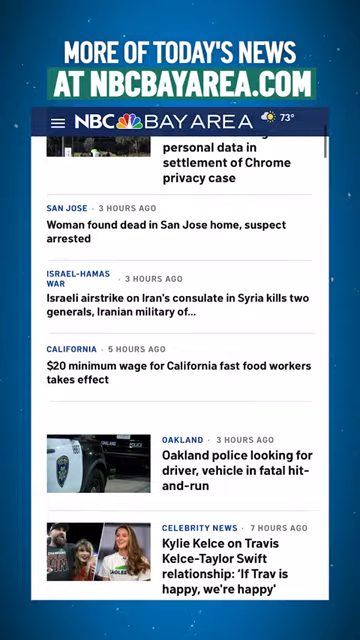 MORE OF TODAY'S NEWS
AT NBCBAYAREA.COM
NBC BAY AREA 73°
personal data in
settlement of Chrome
privacy case
SAN JOSE · 3 HOURS AGO
Woman found dead in San Jose home, suspect
arrested
ISRAEL-HAMAS
WAR · 3 HOURS AGO
Israeli airstrike on Iran's consulate in Syria kills two
generals, Iranian military of...
CALIFORNIA · 5 HOURS AGO
$20 minimum wage for California fast food workers
takes effect
OAKLAND · 3 HOURS AGO
Oakland police looking for
driver, vehicle in fatal hit-
and-run
POLICE
CELEBRITY NEWS · 7 HOURS AGO
Kylie Kelce on Travis
Kelce-Taylor Swift
relationship: 'If Trav is
happy, we're happy'